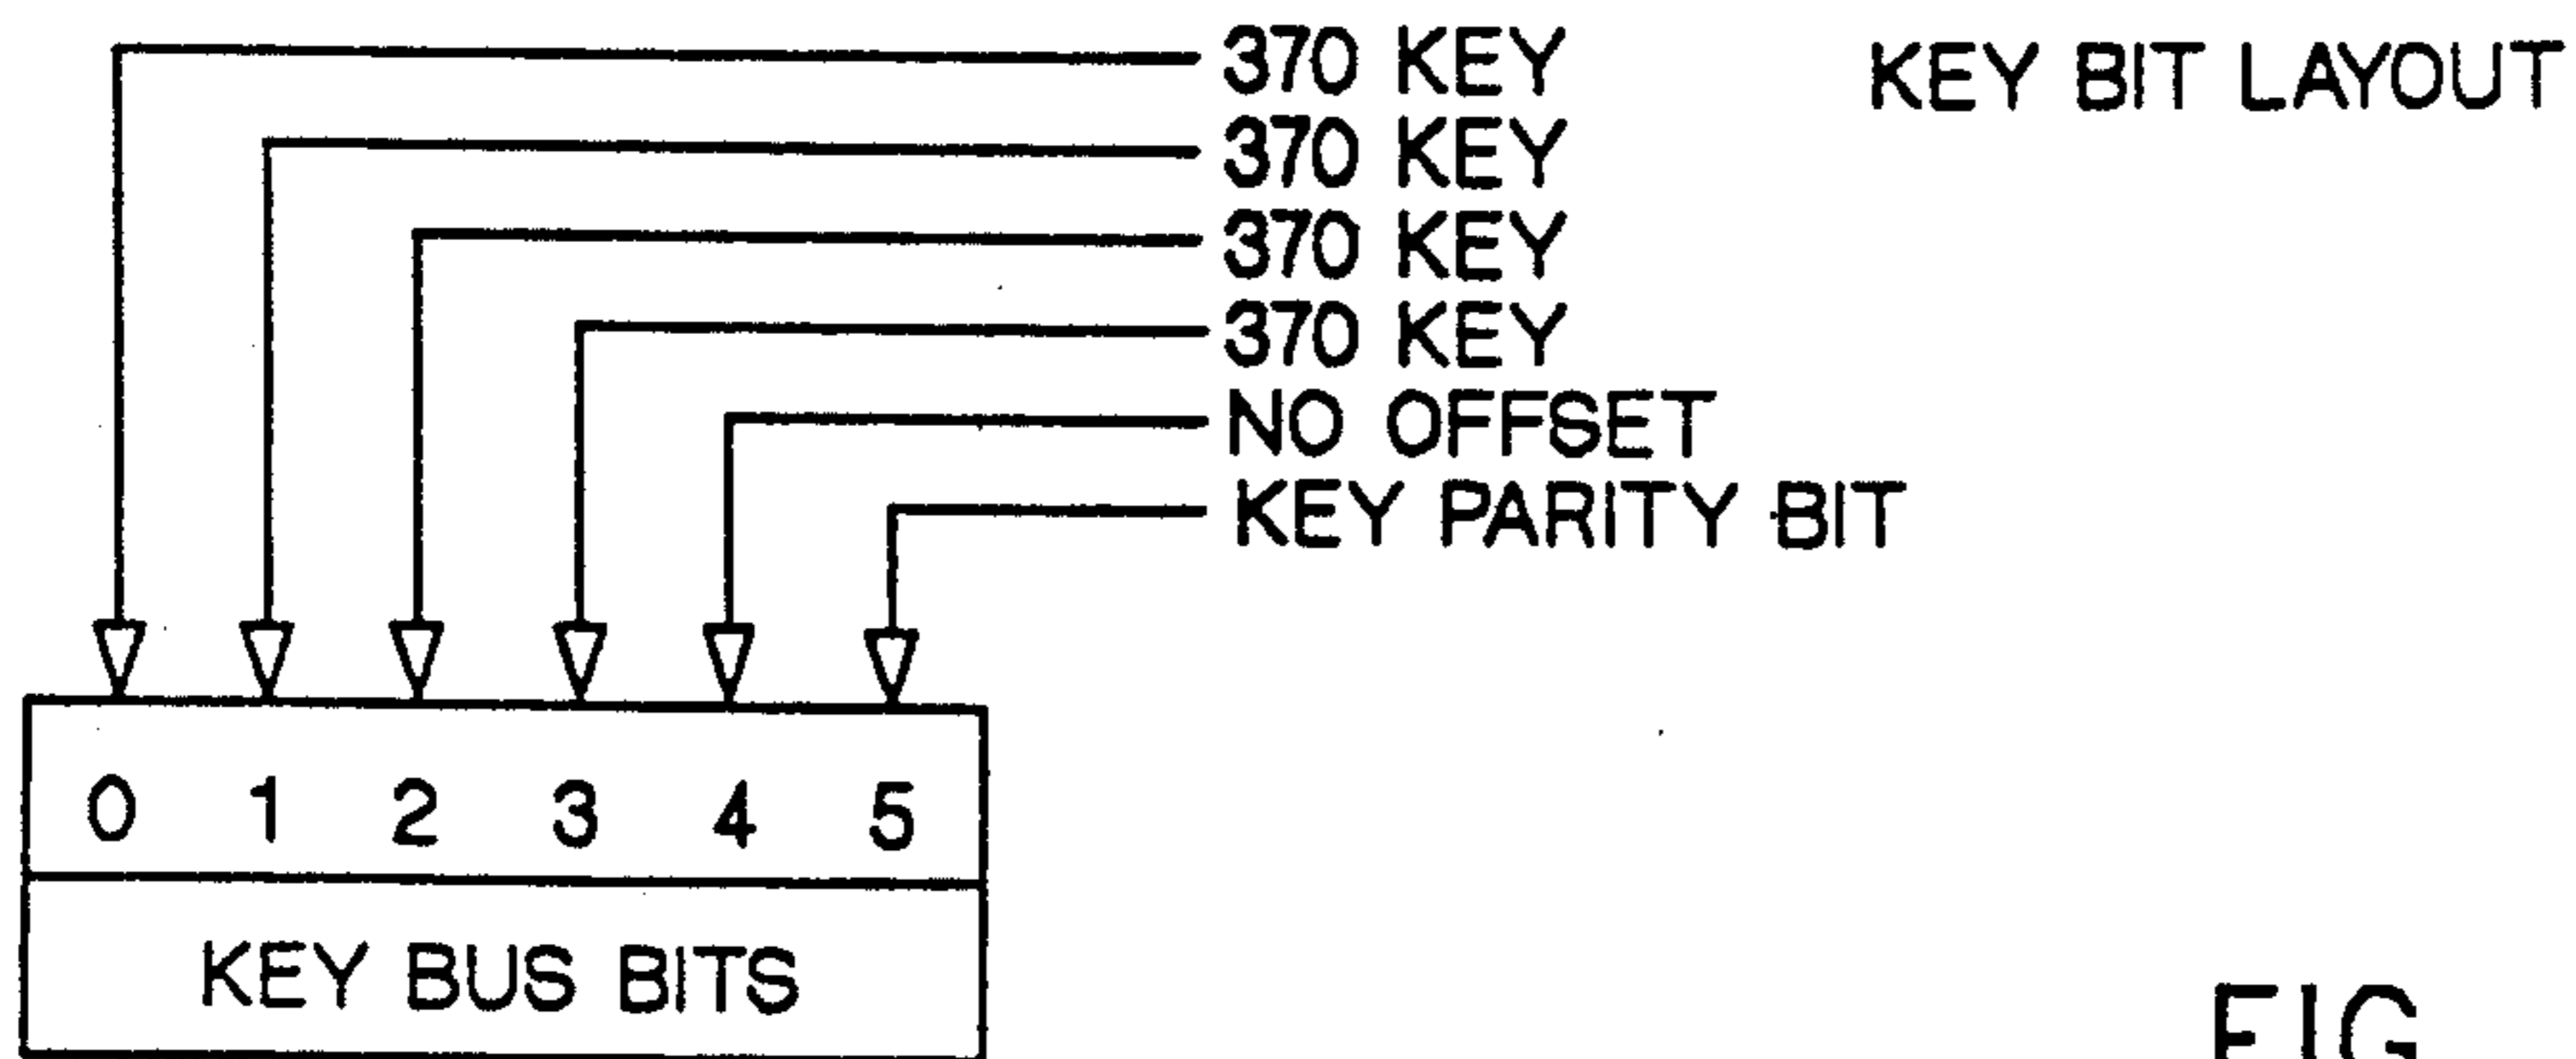 370 KEY KEY BIT LAYOUT
370 KEY
370 KEY
370 KEY
NO OFFSET
KEY PARITY BIT
0 1 2 3 4 5
KEY BUS BITS
FIG